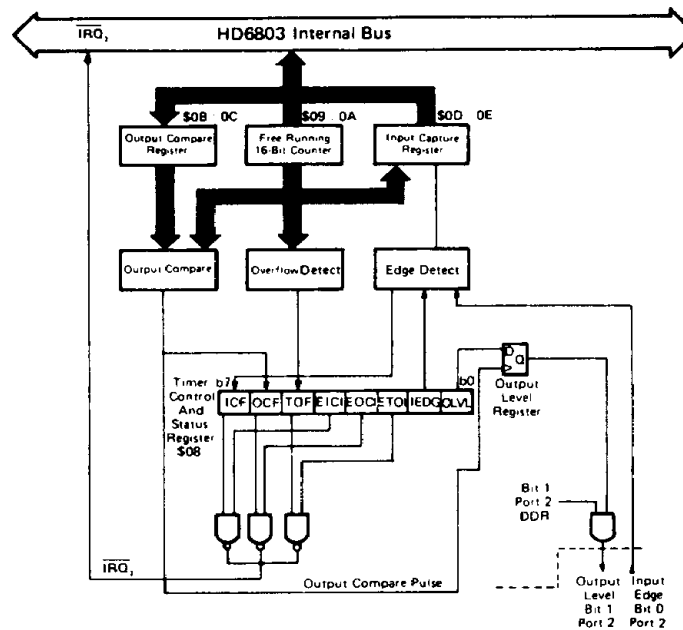 IRQ₂ HD6803 Internal Bus
$0B : 0C
$09 : 0A
$0D : 0E
Output Compare
Register
Free Running
16-Bit Counter
Input Capture
Register
Output Compare
Overflow Detect
Edge Detect
b7
b0
Timer
Control
And
Status
Register
$08
ICF OCF TOF EICI EOCI ETOI IEDG OLVL
D
Q
Output
Level
Register
Bit 1
Port 2
DDR
IRQ₂
Output Compare Pulse
Output
Level
Bit 1
Port 2
Input
Edge
Bit 0
Port 2